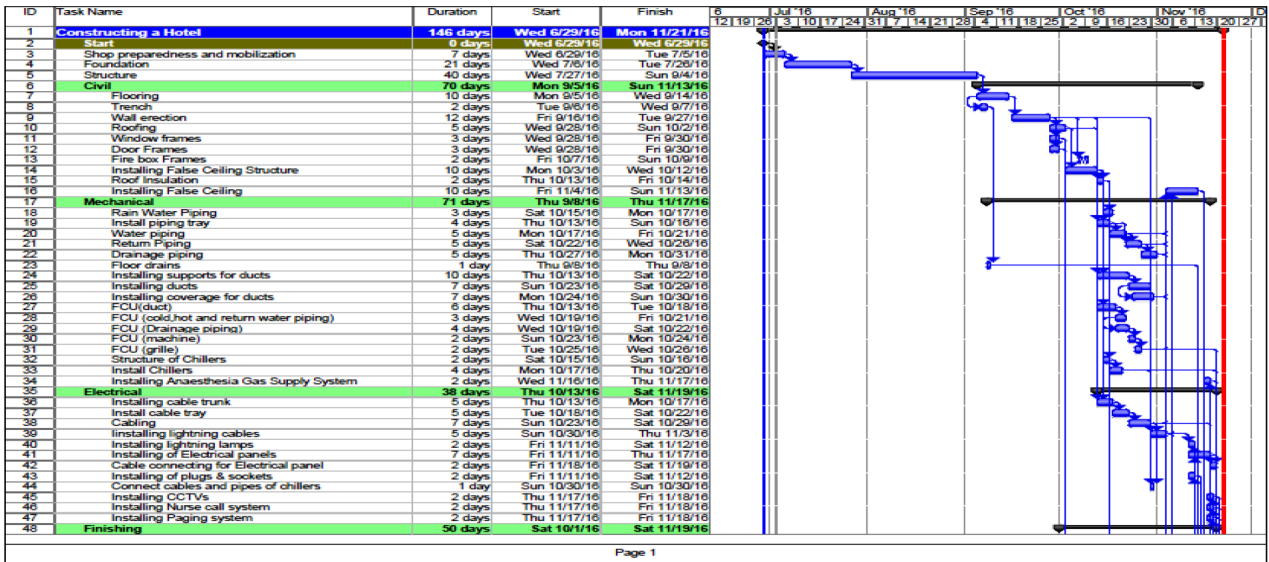 ID Task Name Duration Start Finish 6 Jul '16 Aug '16 Sep '16 Oct '16 Nov '16 D
12 19 26 3 10 17 24 31 7 14 21 28 4 11 18 25 2 9 16 23 30 6 13 20 27
1 Constructing a Hotel 146 days Wed 6/29/16 Mon 11/21/16
2 Start 0 days Wed 6/29/16 Wed 6/29/16
3 Shop preparedness and mobilization 7 days Wed 6/29/16 Tue 7/5/16
4 Foundation 21 days Wed 7/6/16 Tue 7/26/16
5 Structure 40 days Wed 7/27/16 Sun 9/4/16
6 Civil 70 days Mon 9/5/16 Sun 11/13/16
7 Flooring 10 days Mon 9/5/16 Wed 9/14/16
8 Trench 2 days Tue 9/6/16 Wed 9/7/16
9 Wall erection 12 days Fri 9/16/16 Tue 9/27/16
10 Roofing 5 days Wed 9/28/16 Sun 10/2/16
11 Window frames 3 days Wed 9/28/16 Fri 9/30/16
12 Door Frames 3 days Wed 9/28/16 Fri 9/30/16
13 Fire box Frames 2 days Fri 10/7/16 Sun 10/9/16
14 Installing False Ceiling Structure 10 days Mon 10/3/16 Wed 10/12/16
15 Roof Insulation 2 days Thu 10/13/16 Fri 10/14/16
16 Installing False Ceiling 10 days Fri 11/4/16 Sun 11/13/16
17 Mechanical 71 days Thu 9/8/16 Thu 11/17/16
18 Rain Water Piping 3 days Sat 10/15/16 Mon 10/17/16
19 Install piping tray 4 days Thu 10/13/16 Sun 10/16/16
20 Water piping 5 days Mon 10/17/16 Fri 10/21/16
21 Return Piping 5 days Sat 10/22/16 Wed 10/26/16
22 Drainage piping 5 days Thu 10/27/16 Mon 10/31/16
23 Floor drains 1 day Thu 9/8/16 Thu 9/8/16
24 Installing supports for ducts 10 days Thu 10/13/16 Sat 10/22/16
25 Installing ducts 7 days Sun 10/23/16 Sat 10/29/16
26 Installing coverage for ducts 7 days Mon 10/24/16 Sun 10/30/16
27 FCU(duct) 6 days Thu 10/13/16 Tue 10/18/16
28 FCU (cold,hot and return water piping) 3 days Wed 10/19/16 Fri 10/21/16
29 FCU (Drainage piping) 4 days Wed 10/19/16 Sat 10/22/16
30 FCU (machine) 2 days Sun 10/23/16 Mon 10/24/16
31 FCU (grille) 2 days Tue 10/25/16 Wed 10/26/16
32 Structure of Chillers 2 days Sat 10/15/16 Sun 10/16/16
33 Install Chillers 4 days Mon 10/17/16 Thu 10/20/16
34 Installing Anaesthesia Gas Supply System 2 days Wed 11/16/16 Thu 11/17/16
35 Electrical 38 days Thu 10/13/16 Sat 11/19/16
36 Installing cable trunk 5 days Thu 10/13/16 Mon 10/17/16
37 Install cable tray 5 days Tue 10/18/16 Sat 10/22/16
38 Cabling 7 days Sun 10/23/16 Sat 10/29/16
39 Iinstalling lightning cables 5 days Sun 10/30/16 Thu 11/3/16
40 Installing lightning lamps 2 days Fri 11/11/16 Sat 11/12/16
41 Installing of Electrical panels 7 days Fri 11/11/16 Thu 11/17/16
42 Cable connecting for Electrical panel 2 days Fri 11/18/16 Sat 11/19/16
43 Installing of plugs & sockets 2 days Fri 11/11/16 Sat 11/12/16
44 Connect cables and pipes of chillers 1 day Sun 10/30/16 Sun 10/30/16
45 Installing CCTVs 2 days Thu 11/17/16 Fri 11/18/16
46 Installing Nurse call system 2 days Thu 11/17/16 Fri 11/18/16
47 Installing Paging system 2 days Thu 11/17/16 Fri 11/18/16
48 Finishing 50 days Sat 10/1/16 Sat 11/19/16
Page 1